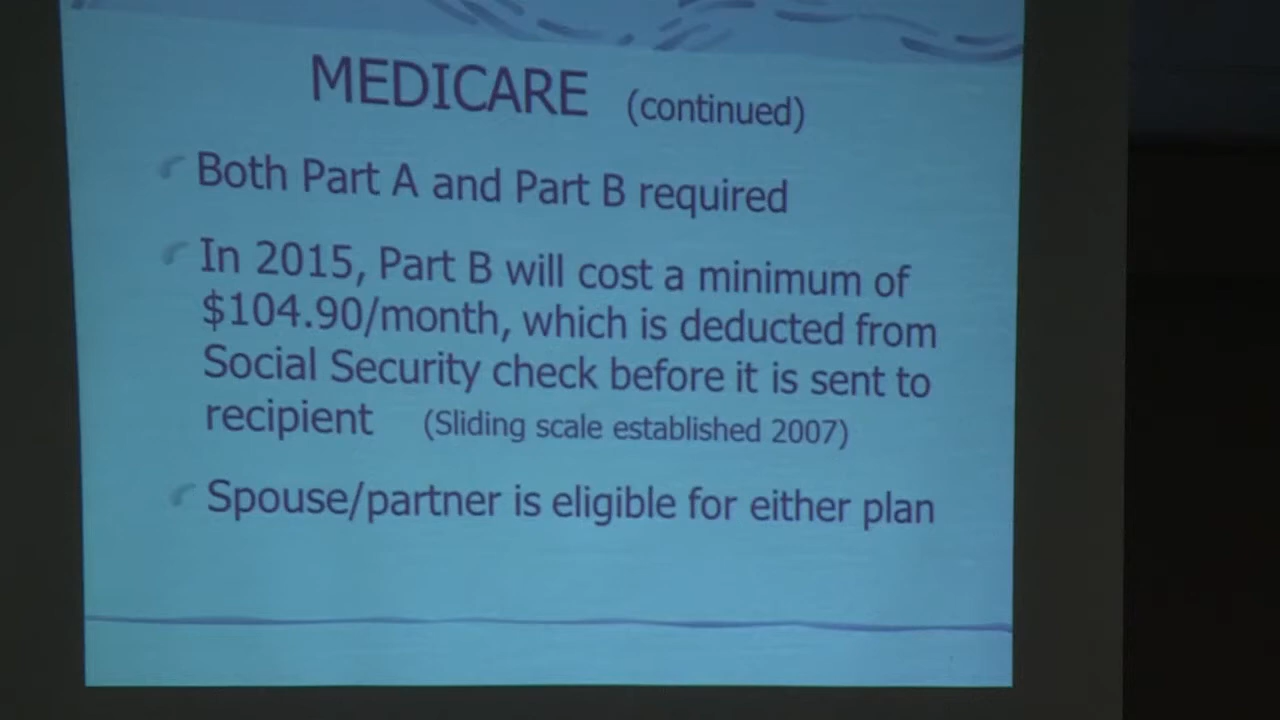 MEDICARE (continued)
Both Part A and Part B required
In 2015, Part B will cost a minimum of
$104.90/month, which is deducted from
Social Security check before it is sent to
recipient (Sliding scale established 2007)
Spouse/partner is eligible for either plan